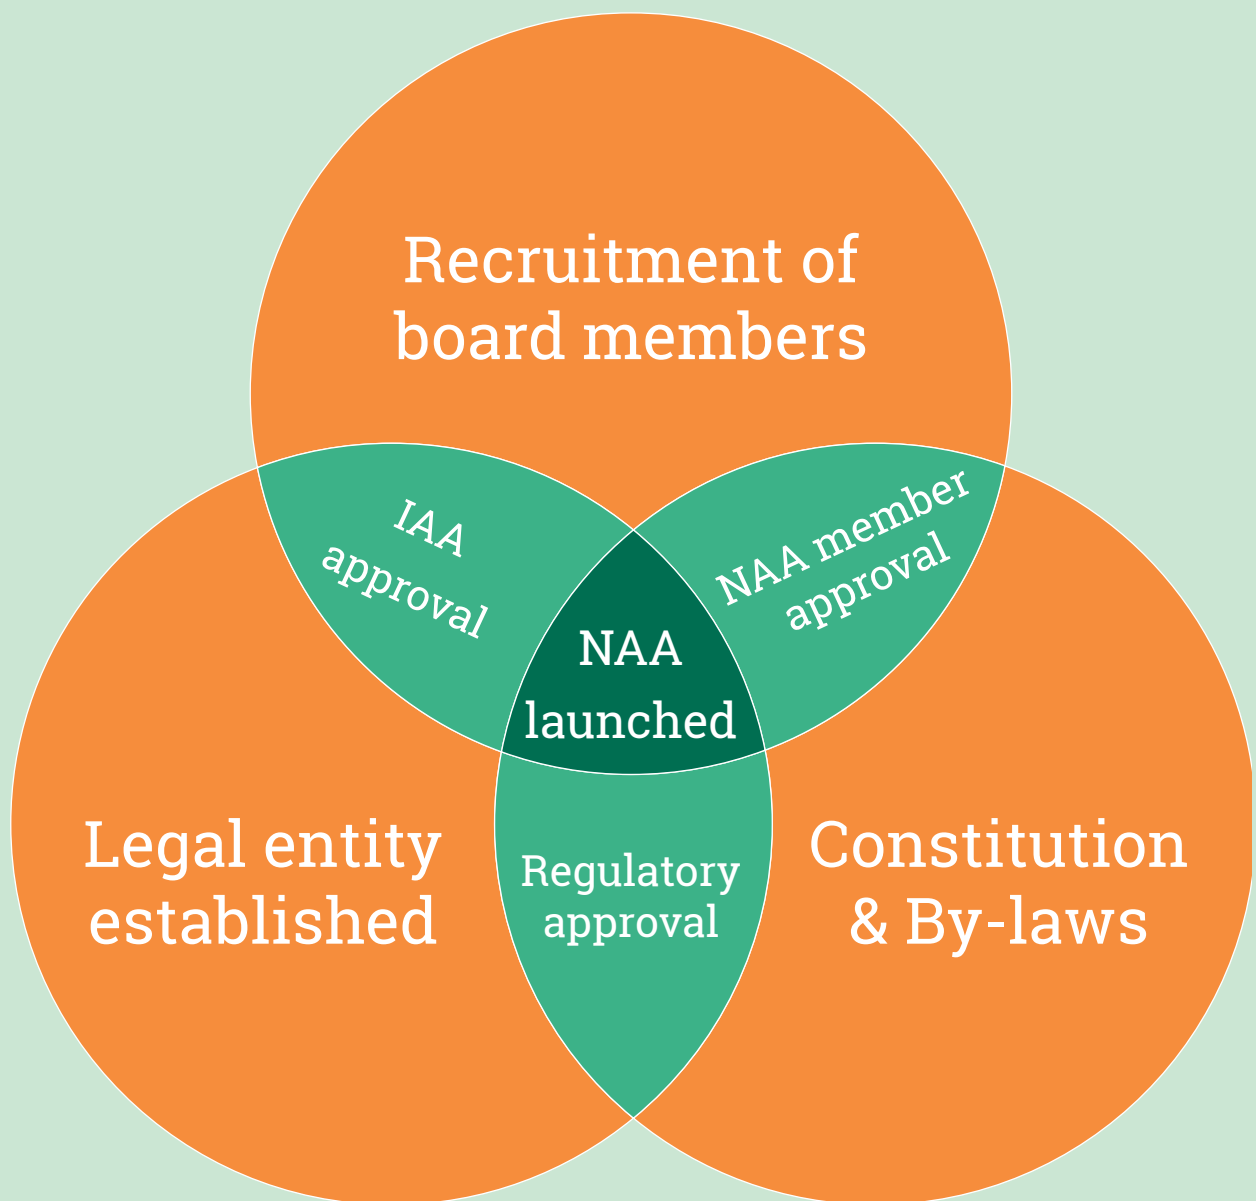 Recruitment of
board members
IAA
approval
NAA member
approval
NAA
launched
Legal entity
established
Regulatory
approval
Constitution
& By-laws